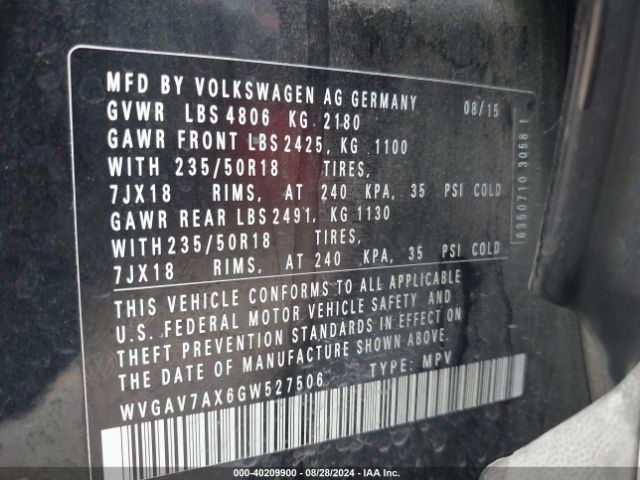 MFD BY VOLKSWAGEN AG GERMANY 08/15
GVWR LBS 4806 KG 2180
GAWR FRONT LBS 2425, KG 1100
WITH 235/50R18 TIRES,
7JX18 RIMS, AT 240 KPA, 35 PSI COLD
GAWR REAR LBS 2491, KG 1130
WITH 235/50R18 TIRES,
7JX18 RIMS, AT 240 KPA, 35 PSI COLD
THIS VEHICLE CONFORMS TO ALL APPLICABLE
U.S. FEDERAL MOTOR VEHICLE SAFETY AND
THEFT PREVENTION STANDARDS IN EFFECT ON
THE DATE OF MANUFACTURE SHOWN ABOVE.
WVGAV7AX6GW527506 TYPE: MPV
6350710 3058 1
000-40209900 - 08/28/2024 - IAA Inc.